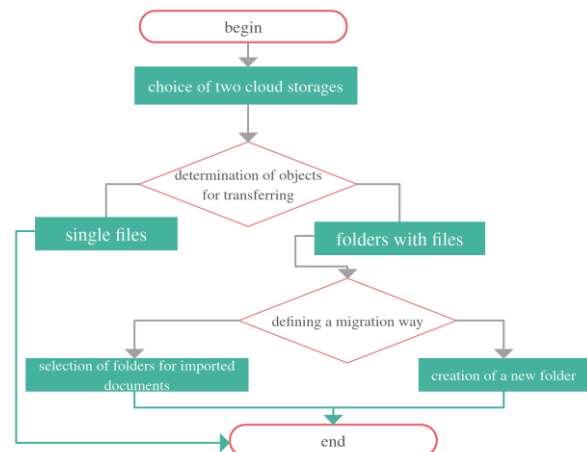 begin
choice of two cloud storages
determination of objects
for transferring
single files
folders with files
defining a migration way
selection of folders for imported
documents
creation of a new folder
end